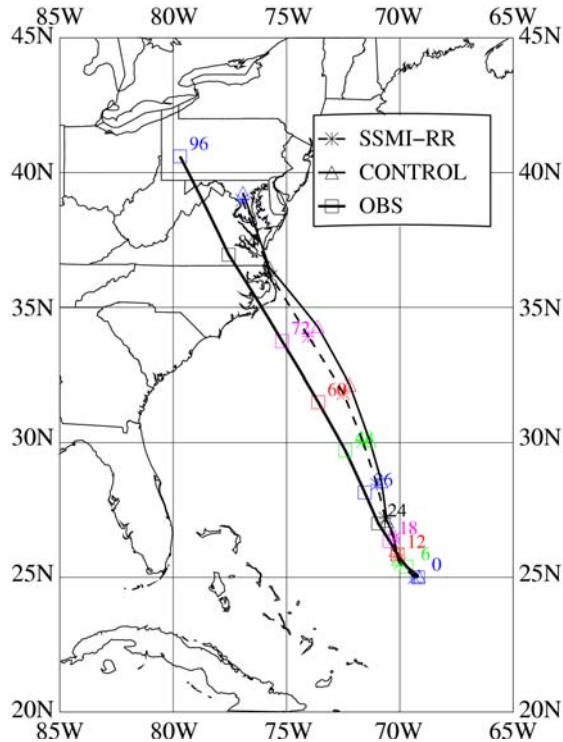 85W 80W 75W 70W 65W
45N 45N
SSMI-RR
CONTROL
OBS
96
40N 40N
35N 35N
72
60
30N 30N
48
36
24
18
12
6
0
25N 25N
20N 20N
85W 80W 75W 70W 65W